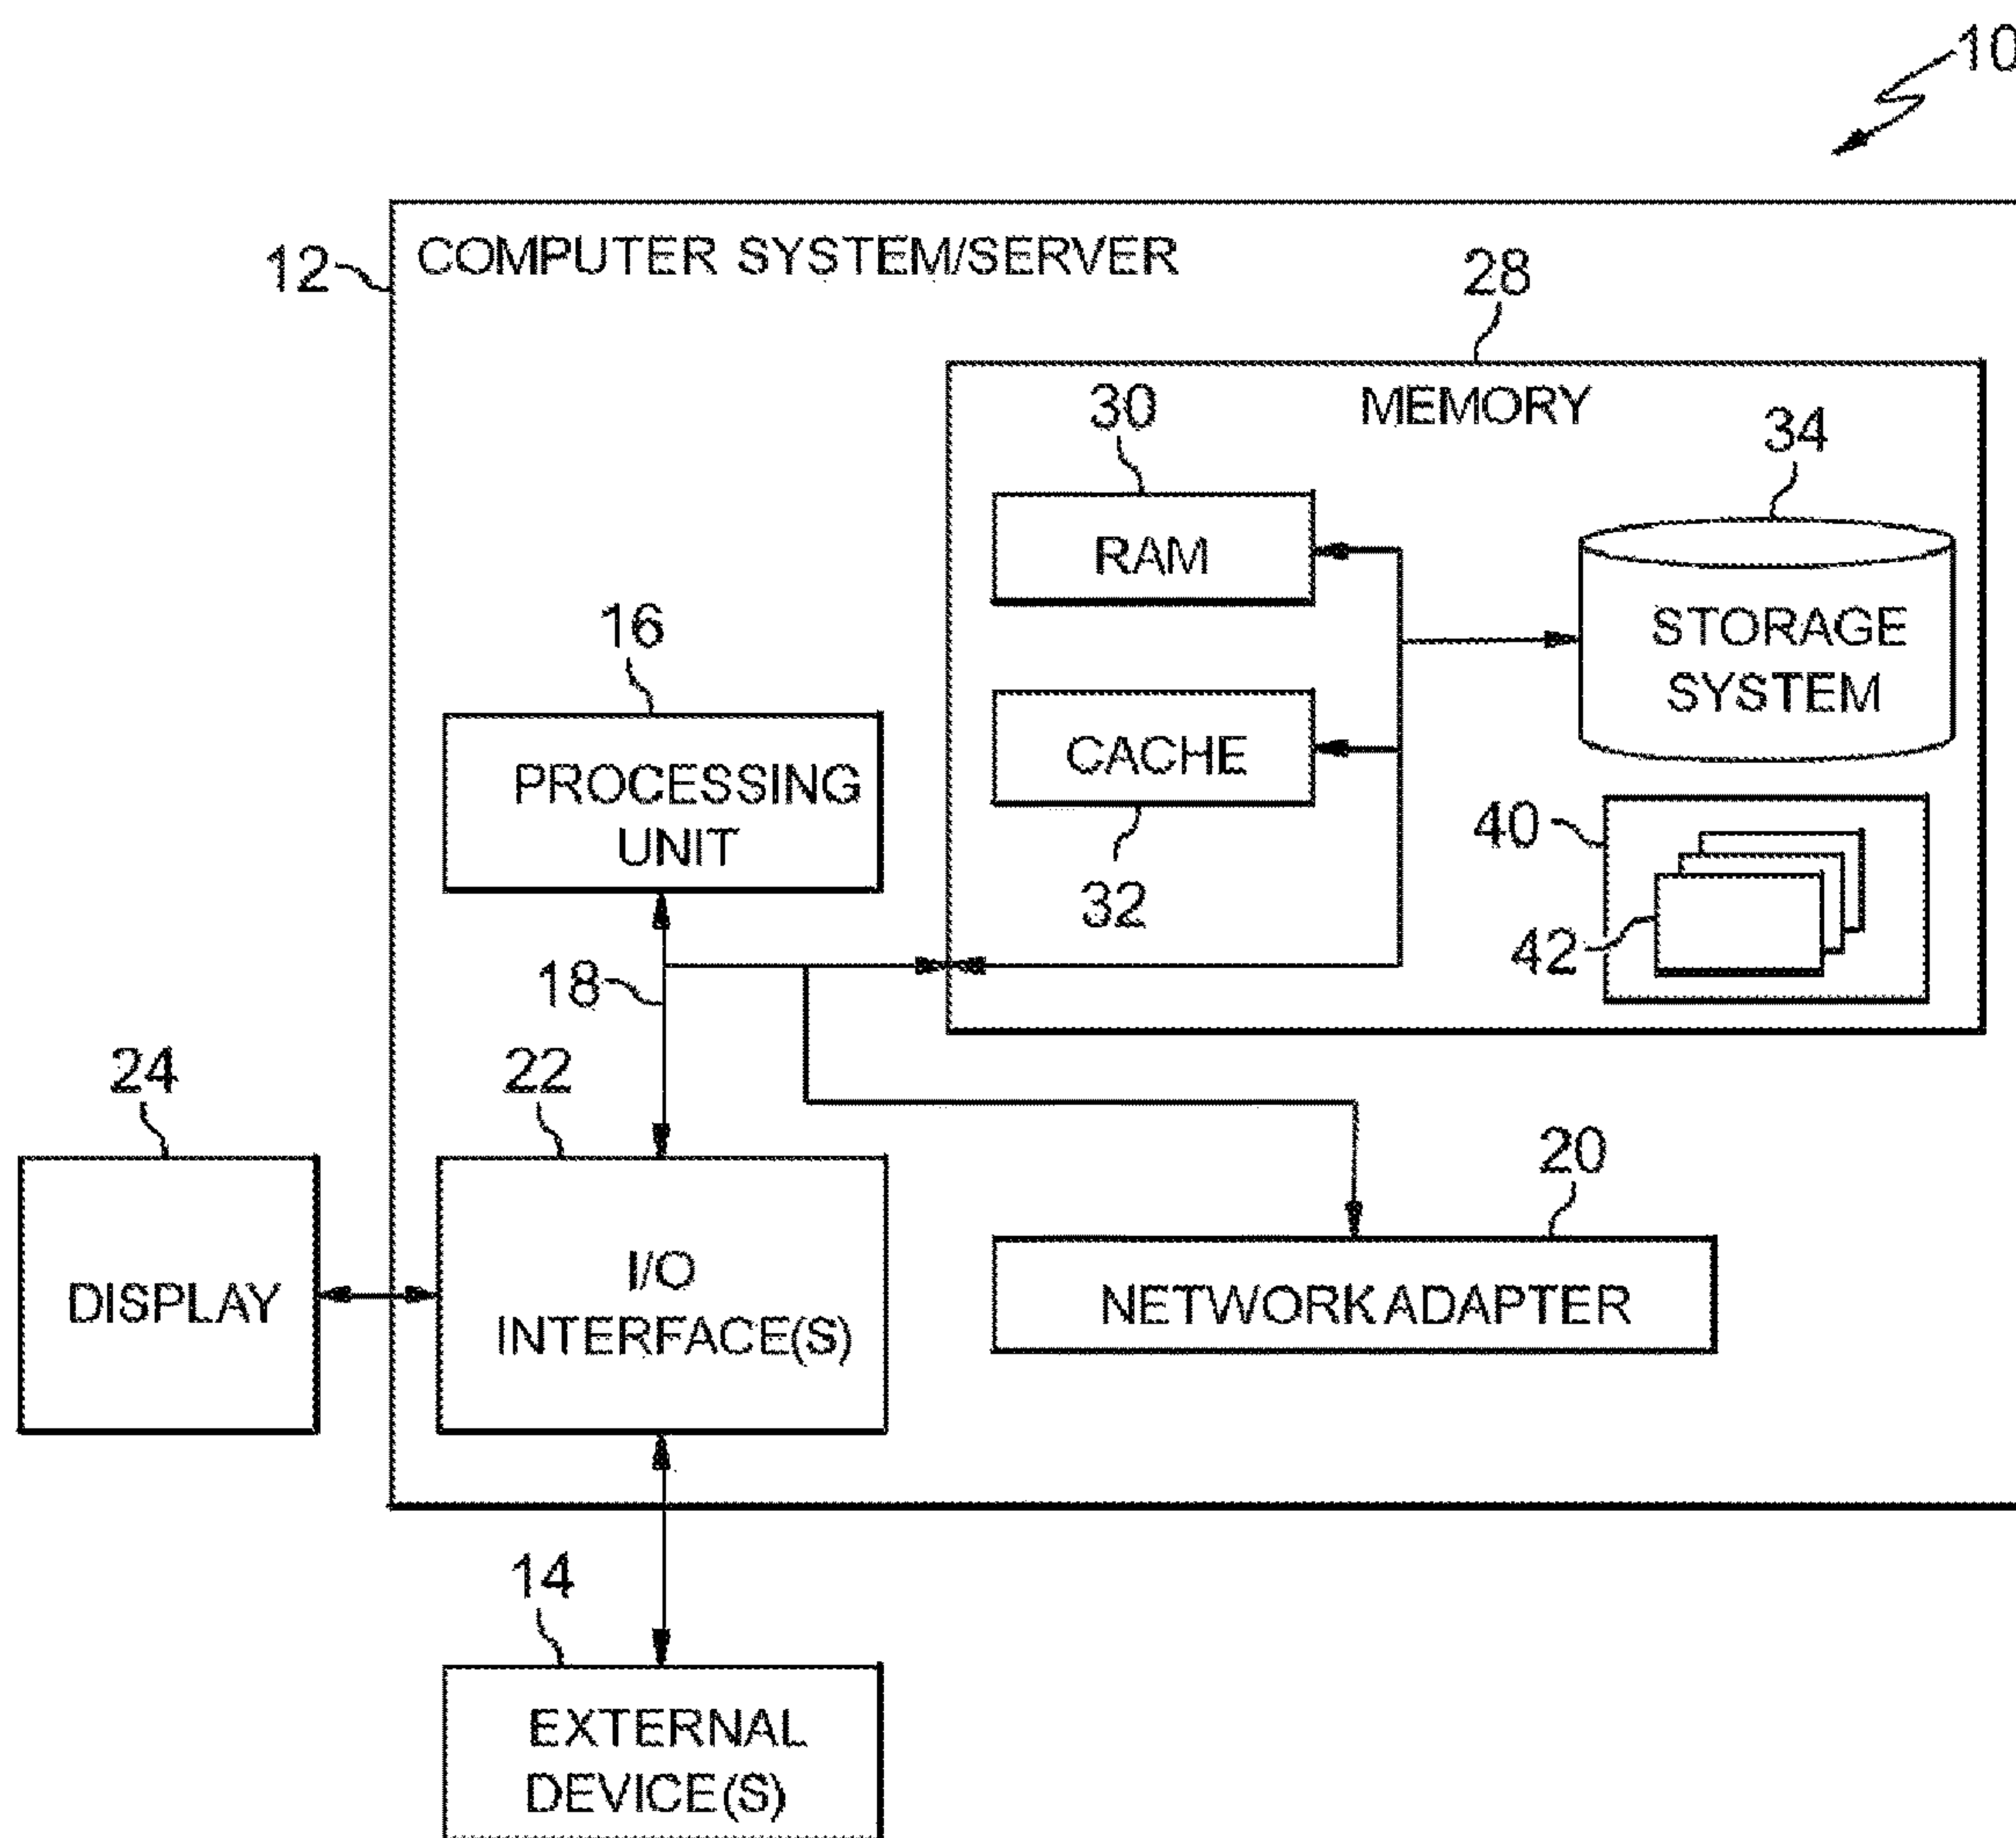 10
12
COMPUTER SYSTEM/SERVER
28
MEMORY
30
34
RAM
STORAGE
SYSTEM
16
CACHE
PROCESSING
UNIT
32
40
42
18
24
22
20
DISPLAY
I/O
INTERFACE(S)
NETWORK ADAPTER
14
EXTERNAL
DEVICE(S)